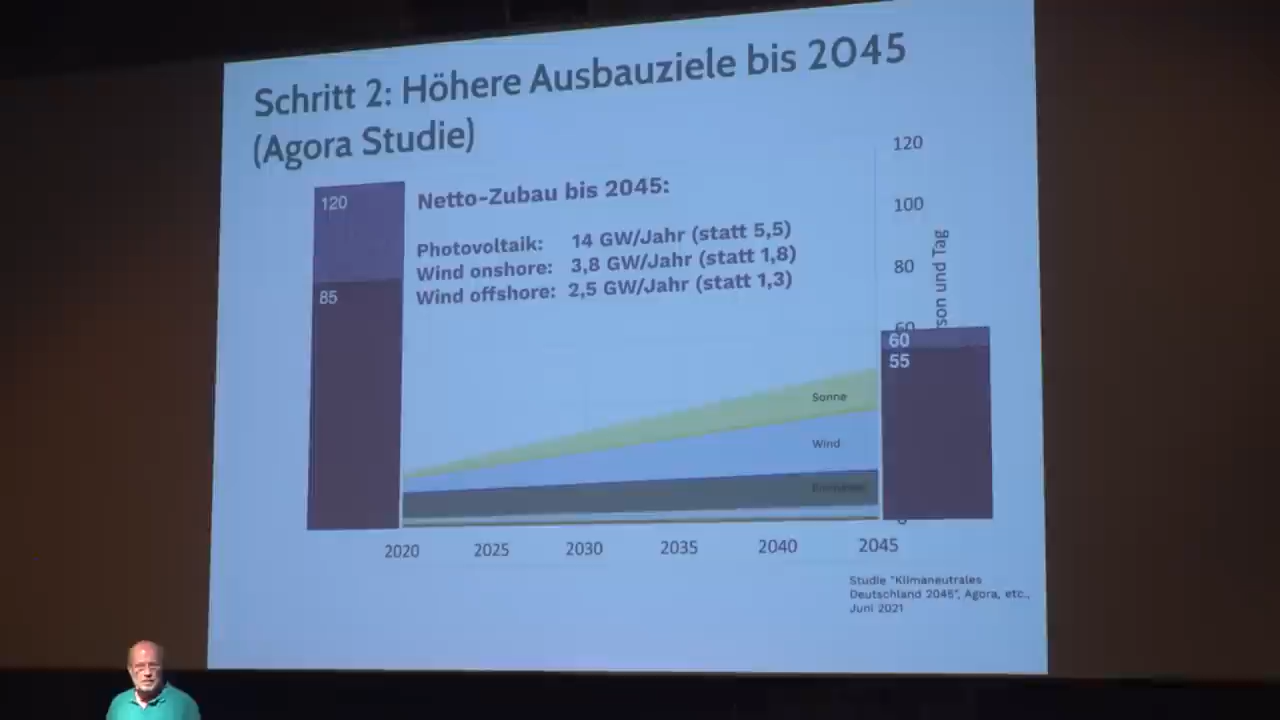 Schritt 2: Höhere Ausbauziele bis 2045
(Agora Studie)
120
85
Netto-Zubau bis 2045:
Photovoltaik: 14 GW/Jahr (statt 5,5)
Wind onshore: 3,8 GW/Jahr (statt 1,8)
Wind offshore: 2,5 GW/Jahr (statt 1,3)
120
100
80
60
0
son und Tag
60
55
Sonne
Wind
2020 2025 2030 2035 2040 2045
Studie "Klimaneutrales
Deutschland 2045", Agora, etc.,
Juni 2021